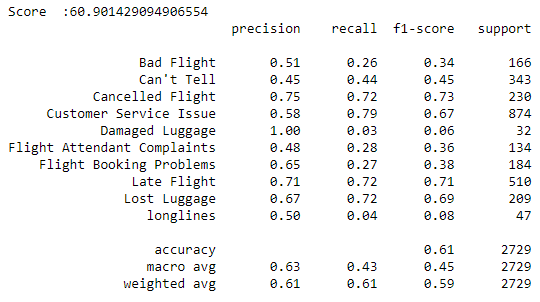 Score  :60.901429094906554
                             precision    recall  f1-score   support

                 Bad Flight       0.51      0.26      0.34       166
                 Can't Tell       0.45      0.44      0.45       343
           Cancelled Flight       0.75      0.72      0.73       230
     Customer Service Issue       0.58      0.79      0.67       874
            Damaged Luggage       1.00      0.03      0.06        32
Flight Attendant Complaints       0.48      0.28      0.36       134
    Flight Booking Problems       0.65      0.27      0.38       184
                Late Flight       0.71      0.72      0.71       510
               Lost Luggage       0.67      0.72      0.69       209
                  longlines       0.50      0.04      0.08        47

                   accuracy                           0.61      2729
                  macro avg       0.63      0.43      0.45      2729
               weighted avg       0.61      0.61      0.59      2729